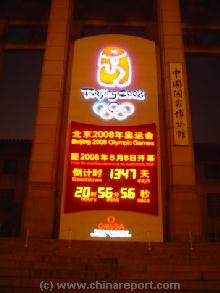 Beijing 2008
北京2008年奥运会
Beijing 2008 Olympic Games
距2008年8月8日开幕
倒计时 1347 天
Countdown days
20时 56分 56秒
OMEGA
中国国家博物馆
© www.chinareport.com